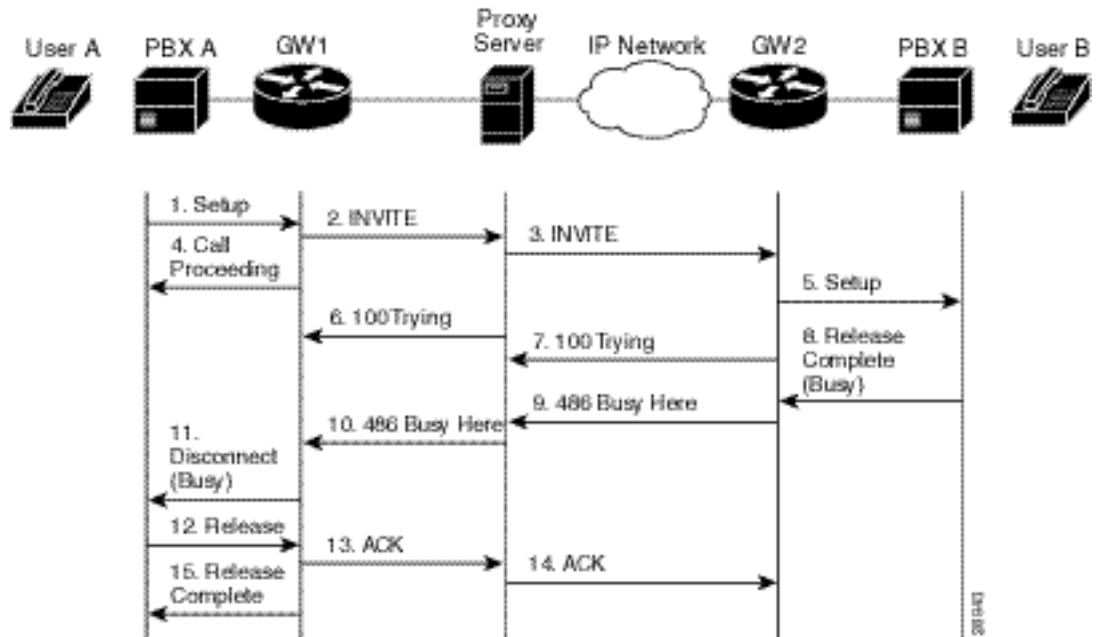 Proxy
User A PBX A GW1 Server IP Network GW2 PBX B User B
1. Setup
2. INVITE
3. INVITE
4. Call
Proceeding
5. Setup
6. 100 Trying
7. 100 Trying
8. Release
Complete
(Busy)
9. 486 Busy Here
10. 486 Busy Here
11.
Disconnect
(Busy)
12. Release
13. ACK
14. ACK
15. Release
Complete